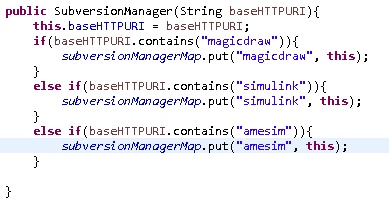 public SubversionManager(String baseHTTPURI){
this.baseHTTPURI = baseHTTPURI;
if(baseHTTPURI.contains("magicdraw")){
subversionManagerMap.put("magicdraw", this);
}
else if(baseHTTPURI.contains("simulink")){
subversionManagerMap.put("simulink", this);
}
else if(baseHTTPURI.contains("amesim")){
subversionManagerMap.put("amesim", this);
}
}